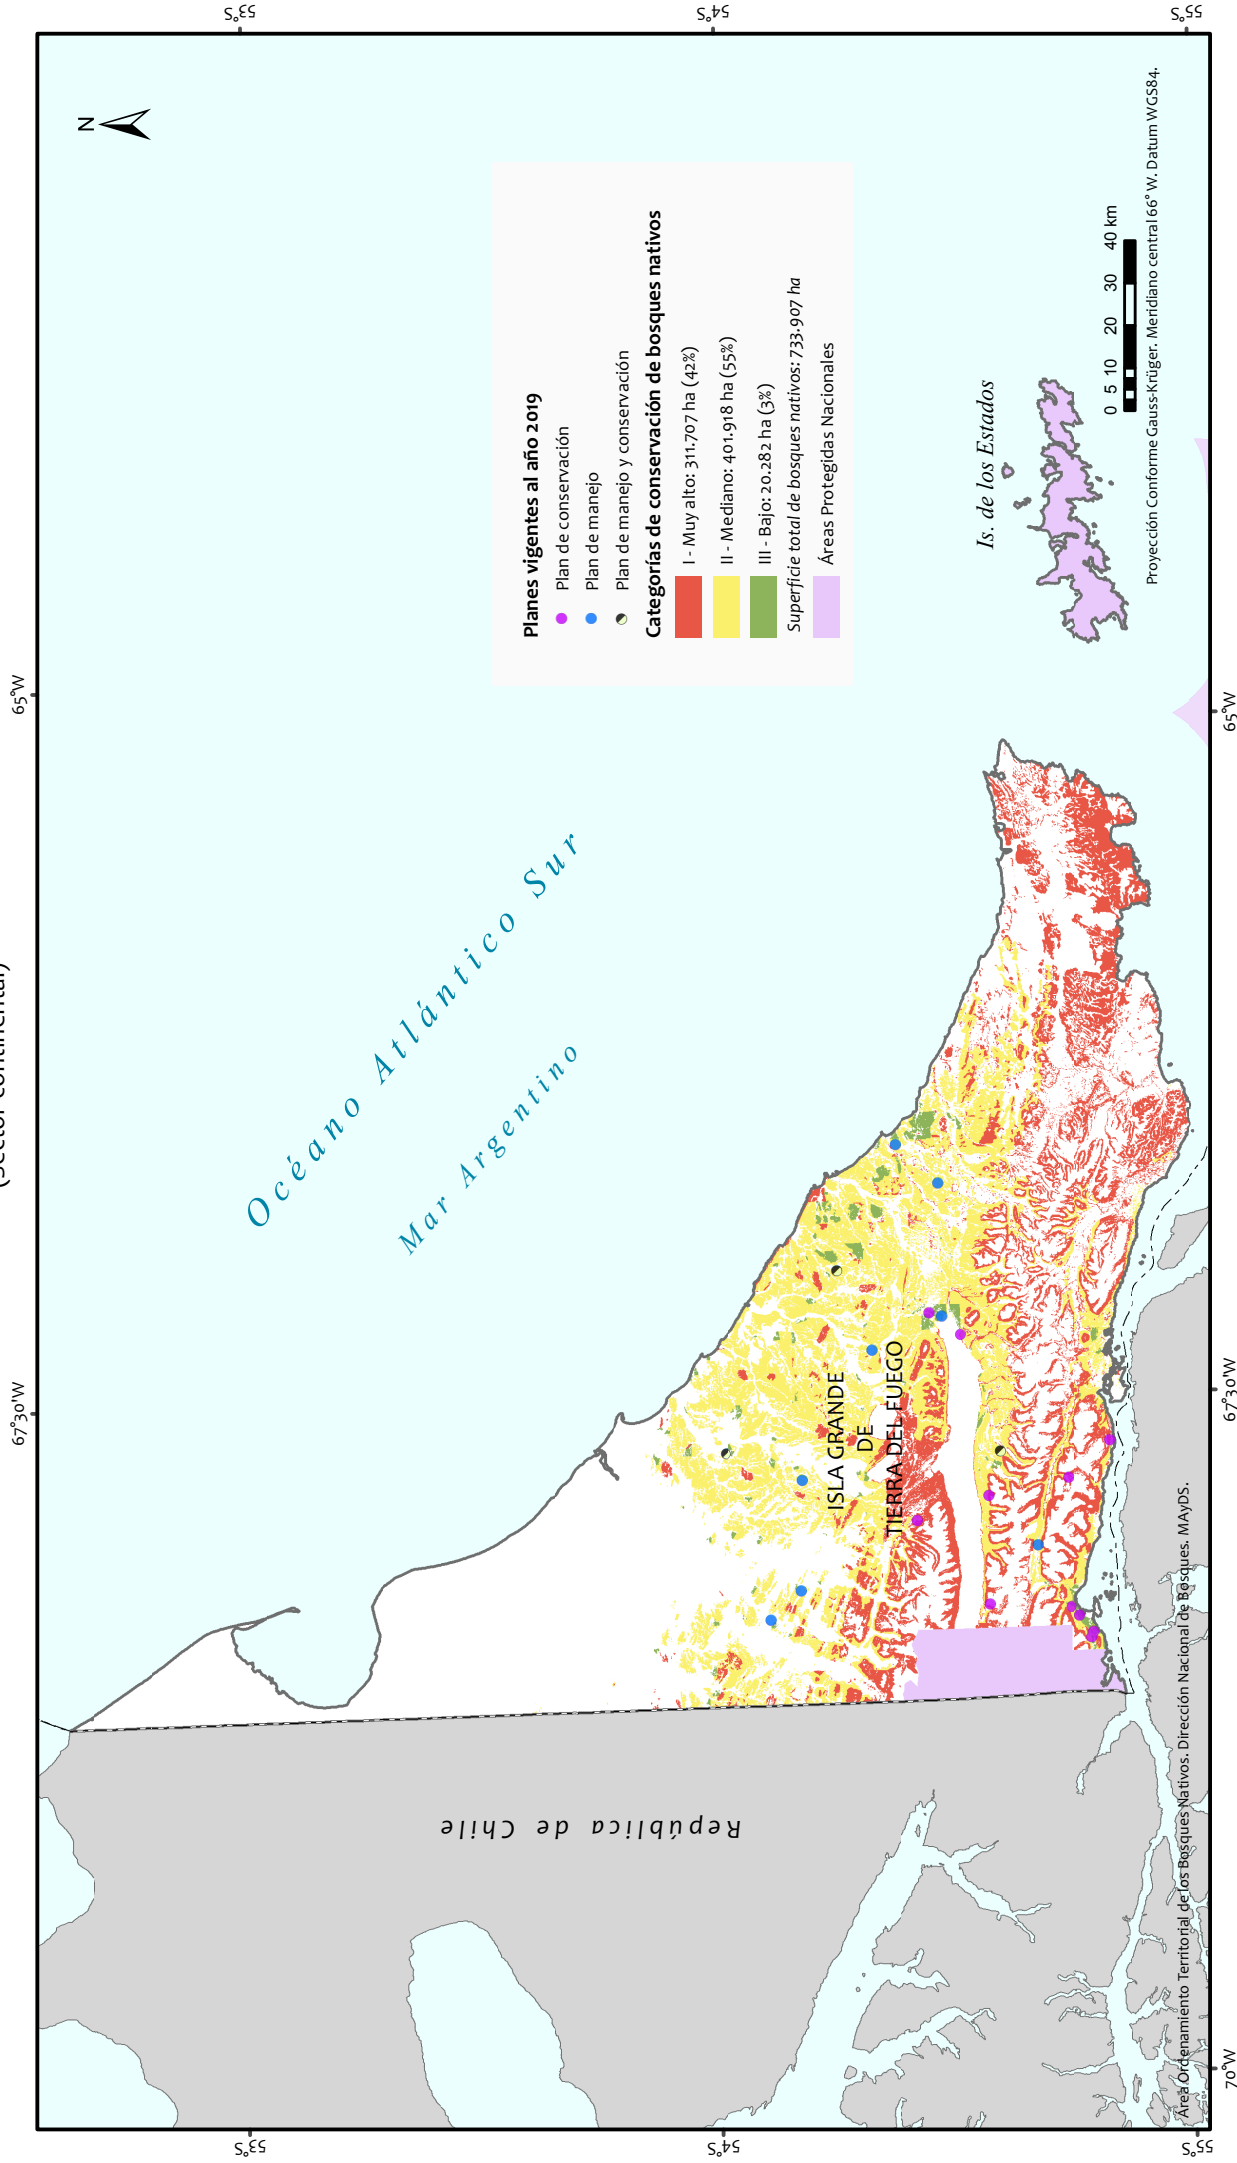 (Sector continental)
67°30'W
65°W
53°S
54°S
55°S
53°S
54°S
55°S
70°W
67°30'W
65°W
N
Océano Atlántico Sur
Mar Argentino
República de Chile
ISLA GRANDE
DE
TIERRA DEL FUEGO
Is. de los Estados
Planes vigentes al año 2019
Plan de conservación
Plan de manejo
Plan de manejo y conservación
Categorías de conservación de bosques nativos
I - Muy alto: 311.707 ha (42%)
II - Mediano: 401.918 ha (55%)
III - Bajo: 20.282 ha (3%)
Superficie total de bosques nativos: 733.907 ha
Áreas Protegidas Nacionales
0 5 10 20 30 40 km
Proyección Conforme Gauss-Krüger. Meridiano central 66° W. Datum WGS84.
Área Ordenamiento Territorial de los Bosques Nativos. Dirección Nacional de Bosques. MAyDS.